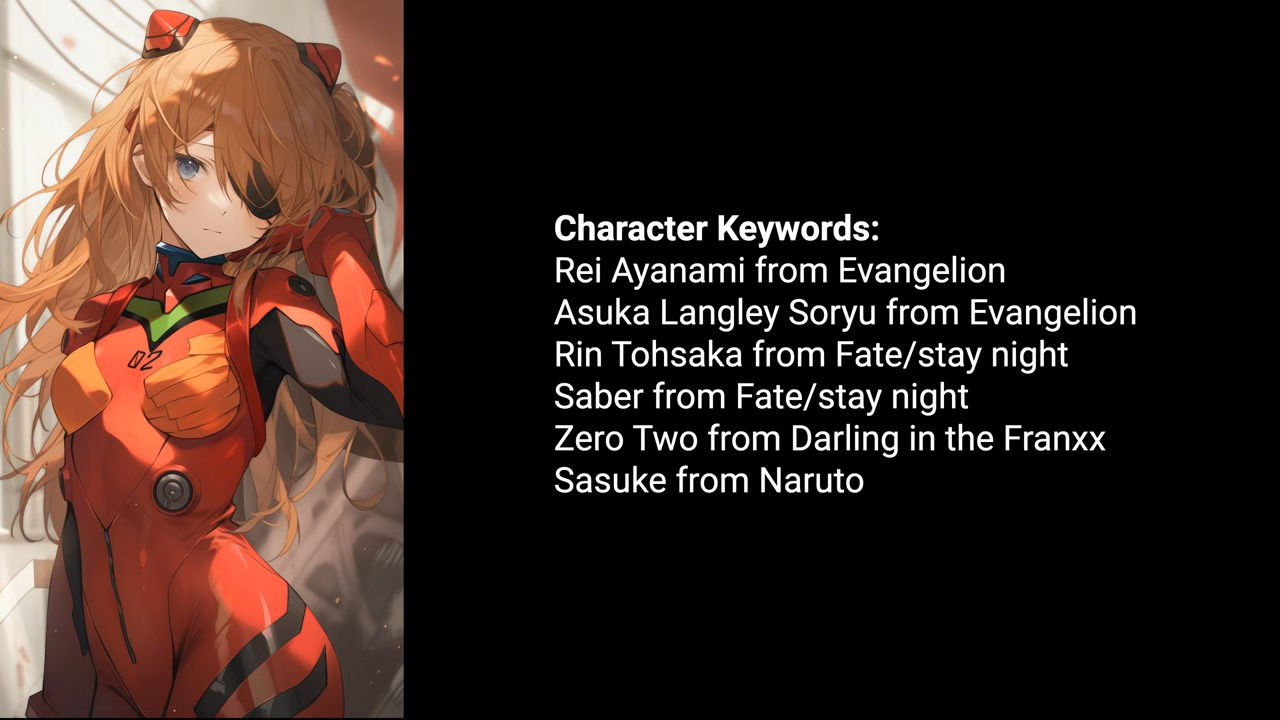 02
Character Keywords:
Rei Ayanami from Evangelion
Asuka Langley Soryu from Evangelion
Rin Tohsaka from Fate/stay night
Saber from Fate/stay night
Zero Two from Darling in the Franxx
Sasuke from Naruto